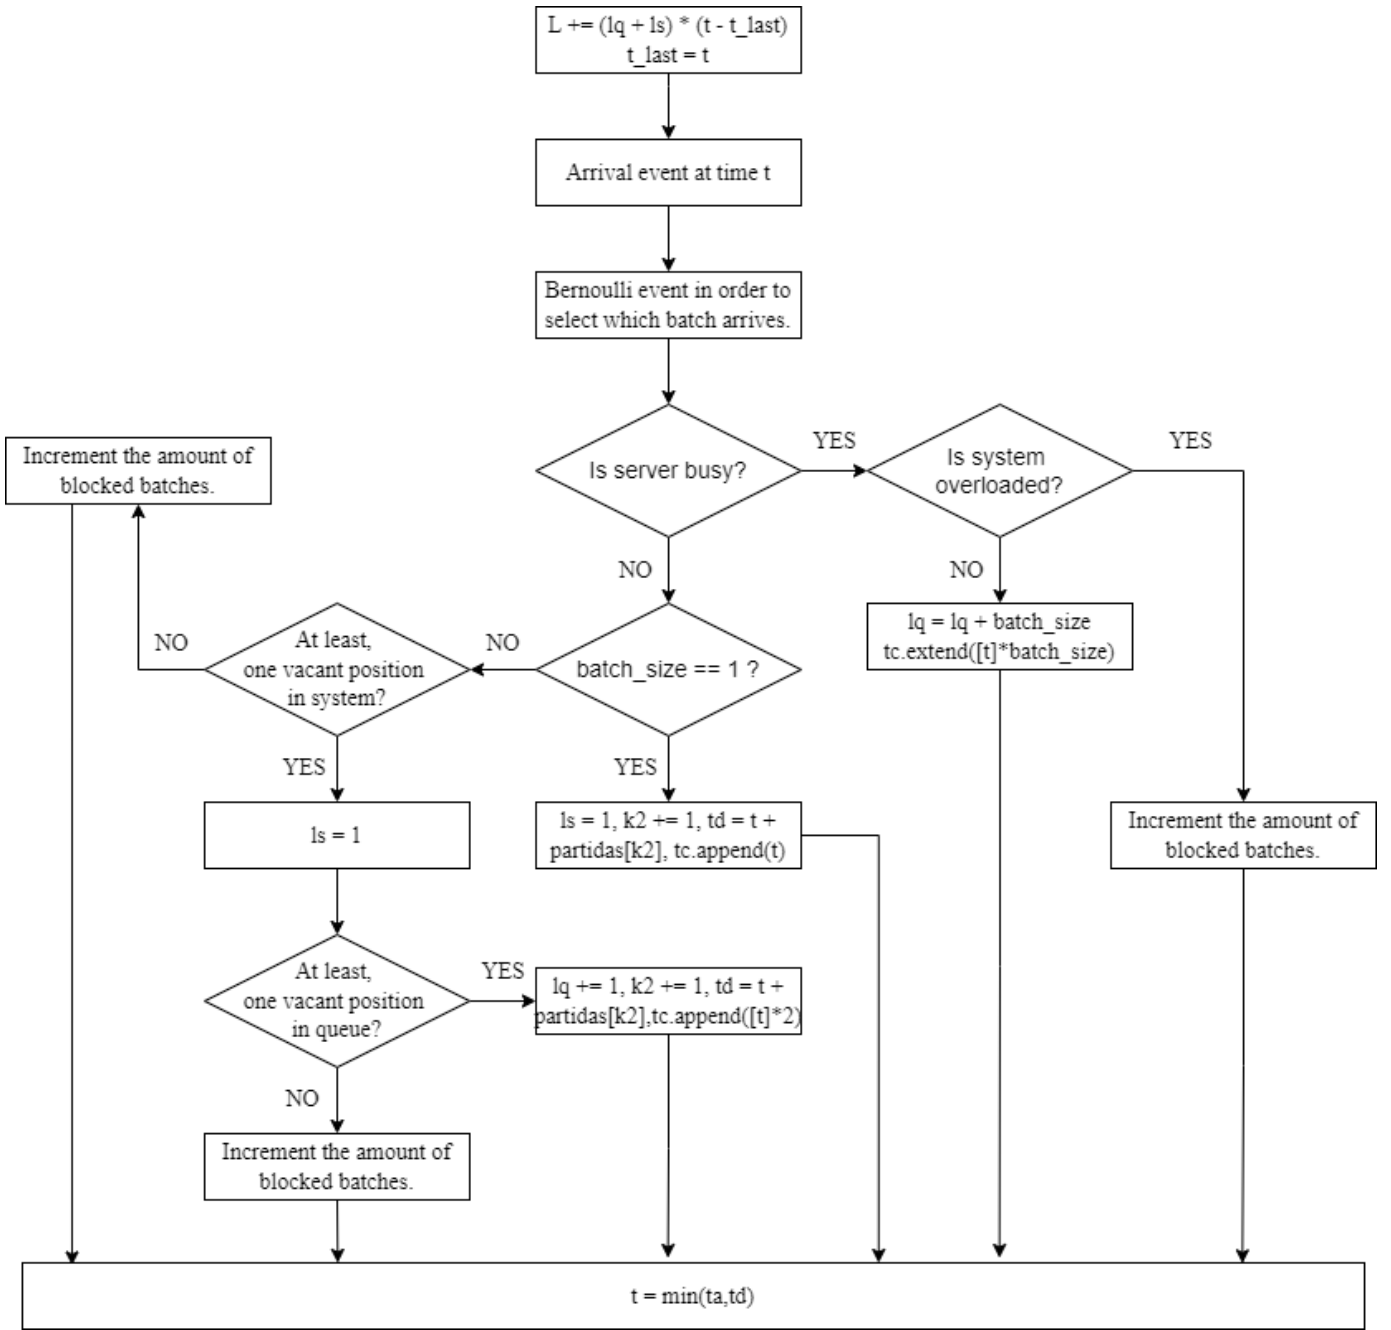 L += (lq + ls) * (t - t_last)
t_last = t
Arrival event at time t
Bernoulli event in order to
select which batch arrives.
Is server busy?
YES
Is system
overloaded?
YES
Increment the amount of
blocked batches.
NO
NO
lq = lq + batch_size
tc.extend([t]*batch_size)
batch_size == 1 ?
NO
At least,
one vacant position
in system?
NO
YES
YES
ls = 1
ls = 1, k2 += 1, td = t +
partidas[k2], tc.append(t)
Increment the amount of
blocked batches.
At least,
one vacant position
in queue?
YES
lq += 1, k2 += 1, td = t +
partidas[k2],tc.append([t]*2)
NO
Increment the amount of
blocked batches.
t = min(ta,td)